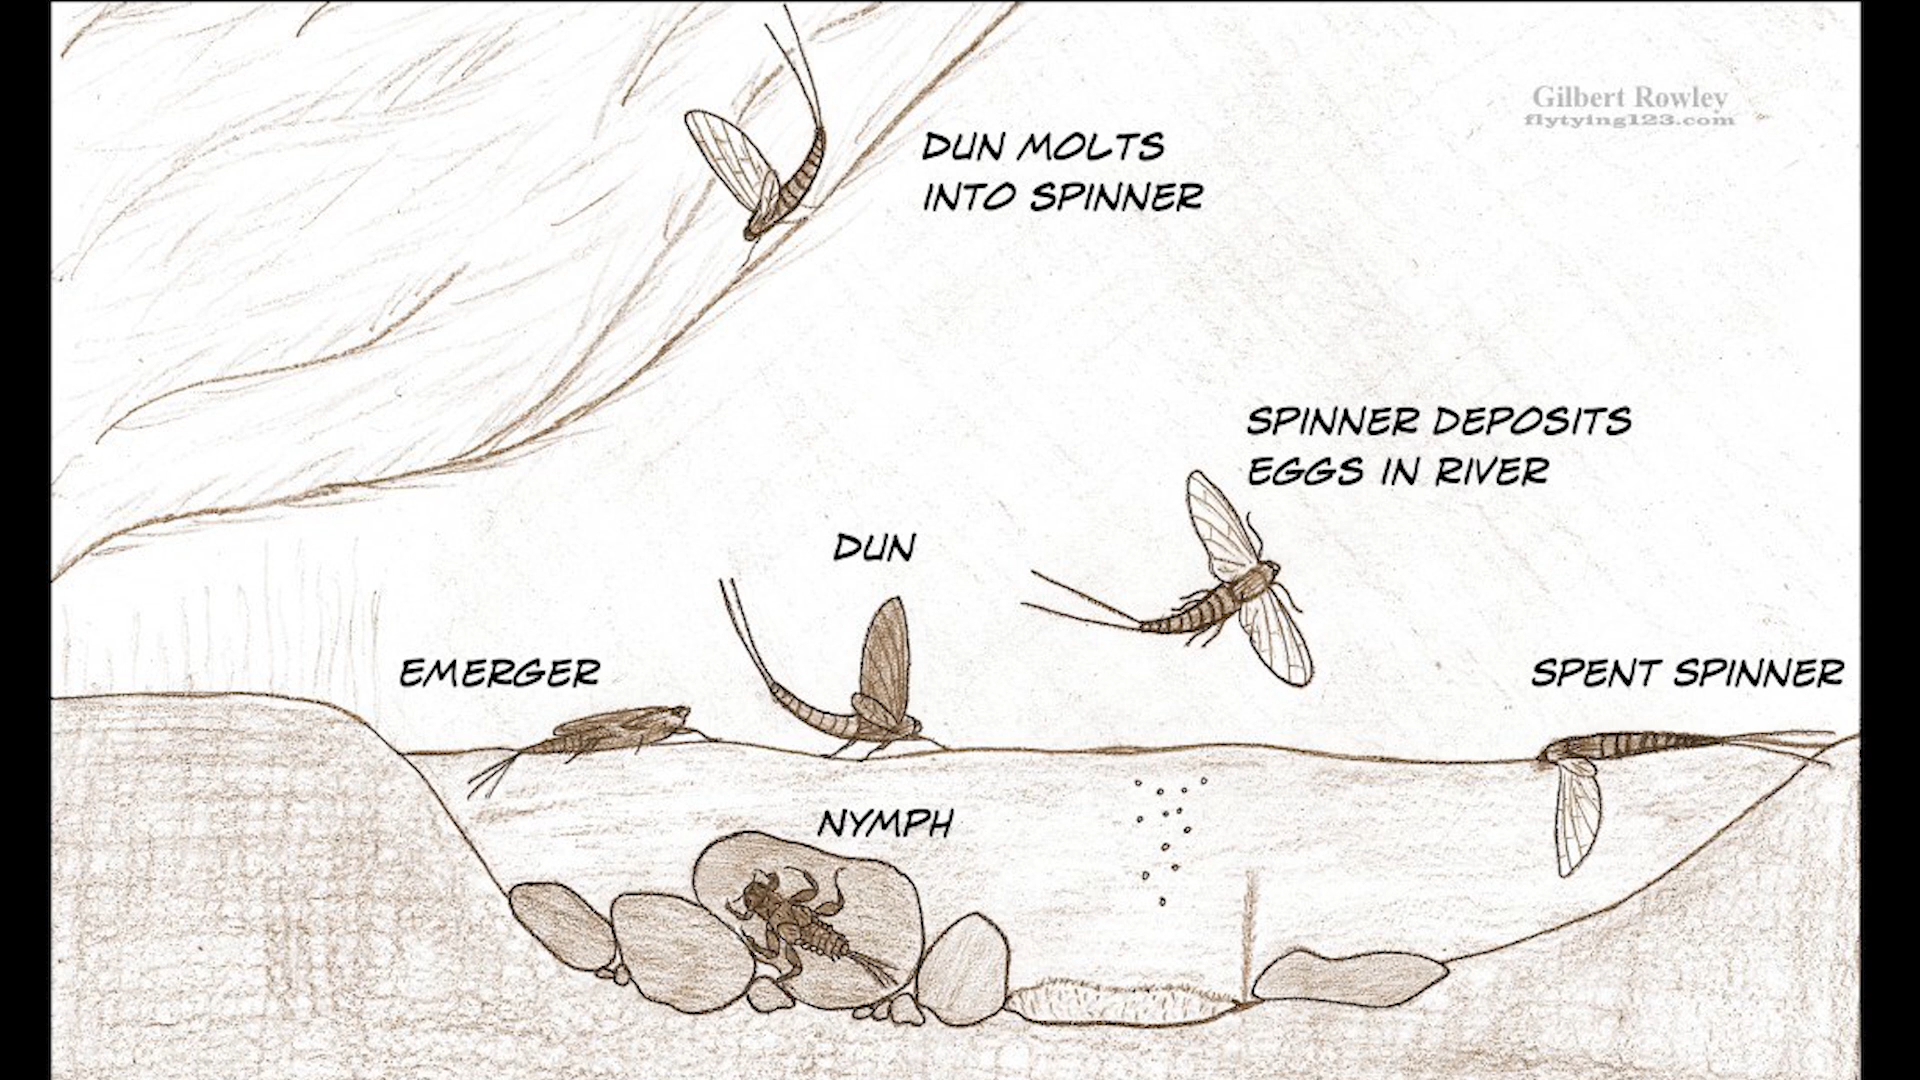 Gilbert Rowley
flytying123.com
DUN MOLTS
INTO SPINNER
SPINNER DEPOSITS
EGGS IN RIVER
DUN
EMERGER
SPENT SPINNER
NYMPH